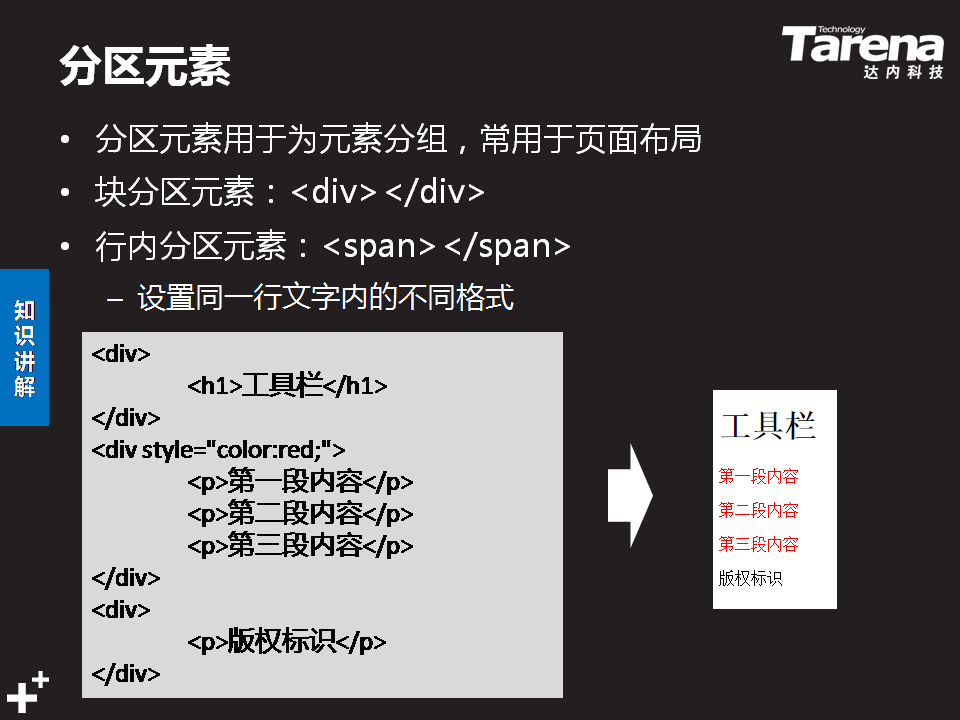 Technology
Tarena
达内科技
分区元素
• 分区元素用于为元素分组，常用于页面布局
• 块分区元素：<div></div>
• 行内分区元素：<span></span>
– 设置同一行文字内的不同格式
知识讲解
<div>
<h1>工具栏</h1>
</div>
<div style="color:red;">
<p>第一段内容</p>
<p>第二段内容</p>
<p>第三段内容</p>
</div>
<div>
<p>版权标识</p>
</div>
工具栏
第一段内容
第二段内容
第三段内容
版权标识